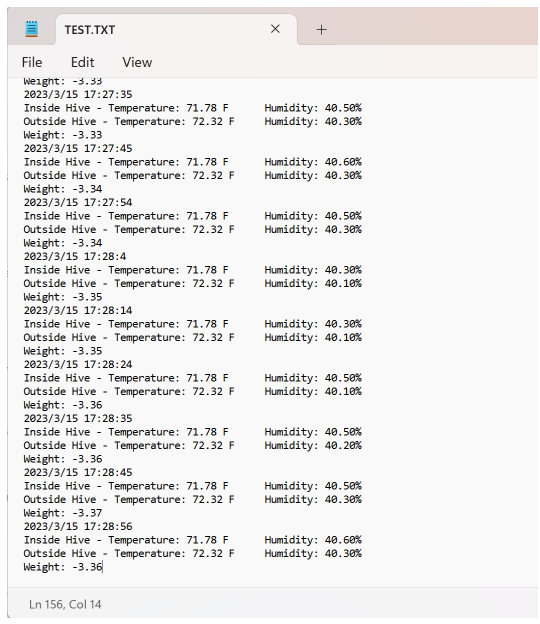 TEST.TXT
File Edit View
Weight: -3.33
2023/3/15 17:27:35
Inside Hive - Temperature: 71.78 F Humidity: 40.50%
Outside Hive - Temperature: 72.32 F Humidity: 40.30%
Weight: -3.33
2023/3/15 17:27:45
Inside Hive - Temperature: 71.78 F Humidity: 40.60%
Outside Hive - Temperature: 72.32 F Humidity: 40.30%
Weight: -3.34
2023/3/15 17:27:54
Inside Hive - Temperature: 71.78 F Humidity: 40.50%
Outside Hive - Temperature: 72.32 F Humidity: 40.30%
Weight: -3.34
2023/3/15 17:28:4
Inside Hive - Temperature: 71.78 F Humidity: 40.30%
Outside Hive - Temperature: 72.32 F Humidity: 40.10%
Weight: -3.35
2023/3/15 17:28:14
Inside Hive - Temperature: 71.78 F Humidity: 40.30%
Outside Hive - Temperature: 72.32 F Humidity: 40.10%
Weight: -3.35
2023/3/15 17:28:24
Inside Hive - Temperature: 71.78 F Humidity: 40.50%
Outside Hive - Temperature: 72.32 F Humidity: 40.10%
Weight: -3.36
2023/3/15 17:28:35
Inside Hive - Temperature: 71.78 F Humidity: 40.50%
Outside Hive - Temperature: 72.32 F Humidity: 40.20%
Weight: -3.36
2023/3/15 17:28:45
Inside Hive - Temperature: 71.78 F Humidity: 40.50%
Outside Hive - Temperature: 72.32 F Humidity: 40.30%
Weight: -3.37
2023/3/15 17:28:56
Inside Hive - Temperature: 71.78 F Humidity: 40.60%
Outside Hive - Temperature: 72.32 F Humidity: 40.30%
Weight: -3.36
Ln 156, Col 14